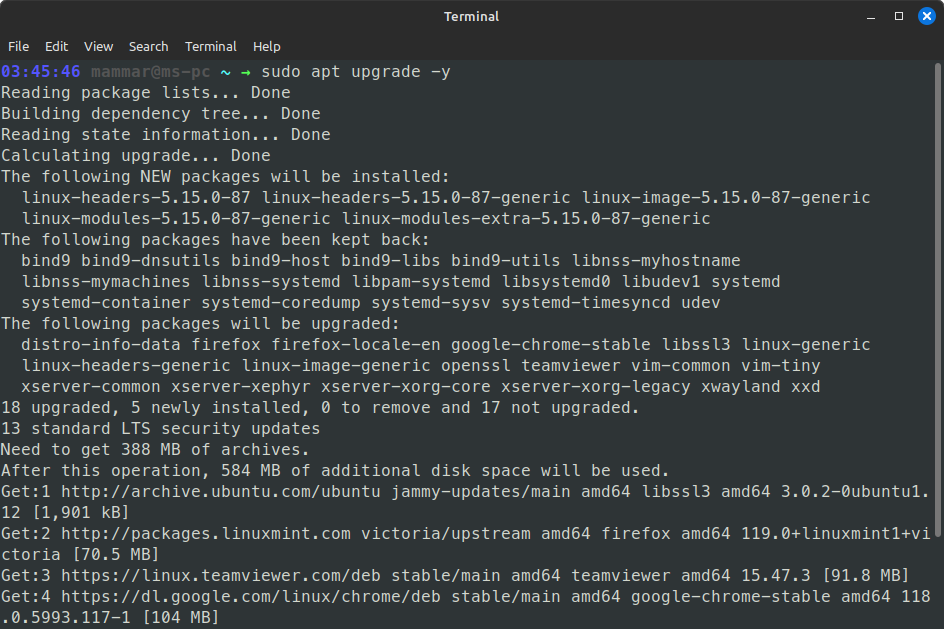 Terminal
File Edit View Search Terminal Help
03:45:46 mammar@ms-pc ~ → sudo apt upgrade -y
Reading package lists... Done
Building dependency tree... Done
Reading state information... Done
Calculating upgrade... Done
The following NEW packages will be installed:
  linux-headers-5.15.0-87 linux-headers-5.15.0-87-generic linux-image-5.15.0-87-generic
  linux-modules-5.15.0-87-generic linux-modules-extra-5.15.0-87-generic
The following packages have been kept back:
  bind9 bind9-dnsutils bind9-host bind9-libs bind9-utils libnss-myhostname
  libnss-mymachines libnss-systemd libpam-systemd libsystemd0 libudev1 systemd
  systemd-container systemd-coredump systemd-sysv systemd-timesyncd udev
The following packages will be upgraded:
  distro-info-data firefox firefox-locale-en google-chrome-stable libssl3 linux-generic
  linux-headers-generic linux-image-generic openssl teamviewer vim-common vim-tiny
  xserver-common xserver-xephyr xserver-xorg-core xserver-xorg-legacy xwayland xxd
18 upgraded, 5 newly installed, 0 to remove and 17 not upgraded.
13 standard LTS security updates
Need to get 388 MB of archives.
After this operation, 584 MB of additional disk space will be used.
Get:1 http://archive.ubuntu.com/ubuntu jammy-updates/main amd64 libssl3 amd64 3.0.2-0ubuntu1.
12 [1,901 kB]
Get:2 http://packages.linuxmint.com victoria/upstream amd64 firefox amd64 119.0+linuxmint1+vi
ctoria [70.5 MB]
Get:3 https://linux.teamviewer.com/deb stable/main amd64 teamviewer amd64 15.47.3 [91.8 MB]
Get:4 https://dl.google.com/linux/chrome/deb stable/main amd64 google-chrome-stable amd64 118
.0.5993.117-1 [104 MB]